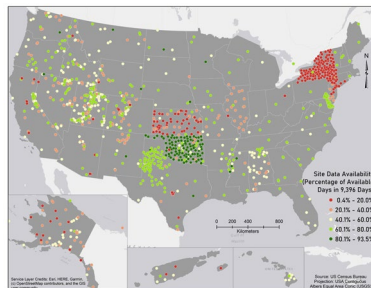 N
Site Data Availabilit
(Percentage of Availabl
Days in 9,396 Days
0.4% - 20.0%
20.1% - 40.0%
40.1% - 60.0%
60.1% - 80.0%
80.1% - 93.5%
0 200 400 600 800
Kilometers
Service Layer Credits: Esri, HERE, Garmin,
(c) OpenStreetMap contributors, and the GIS
Source: US Census Bureau
Projection: USA Contiguous
Albers Equal Area Conic (USGS)